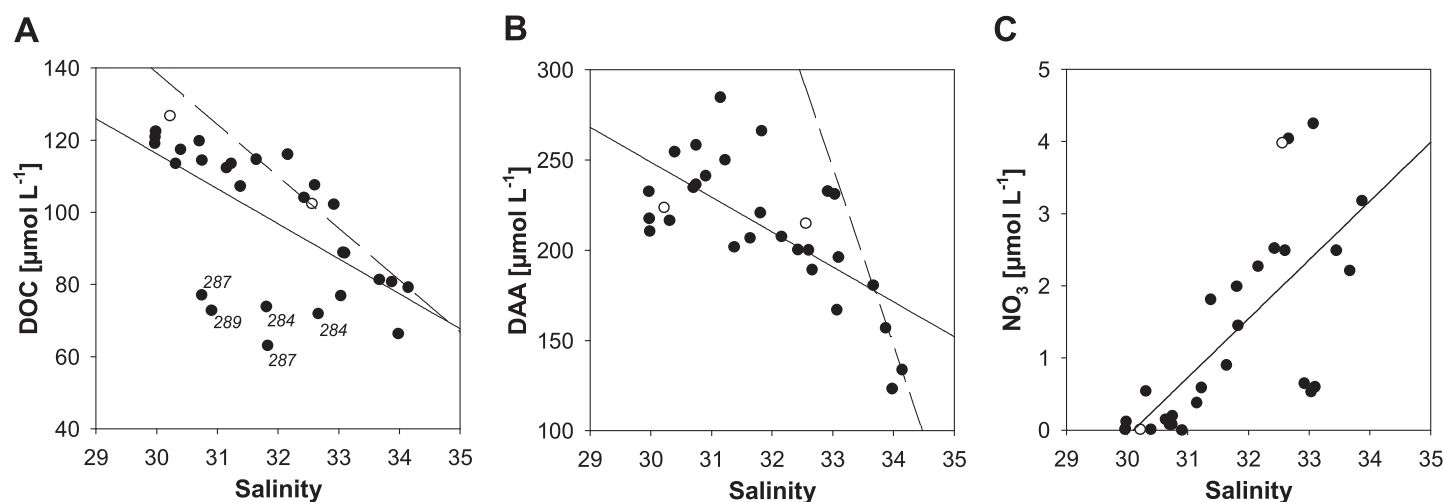 A
DOC [µmol L⁻¹]
140
120
100
80
60
40
287
289
284
284
287
29 30 31 32 33 34 35
Salinity
B
DAA [µmol L⁻¹]
300
250
200
150
100
29 30 31 32 33 34 35
Salinity
C
NO₃ [µmol L⁻¹]
5
4
3
2
1
0
29 30 31 32 33 34 35
Salinity